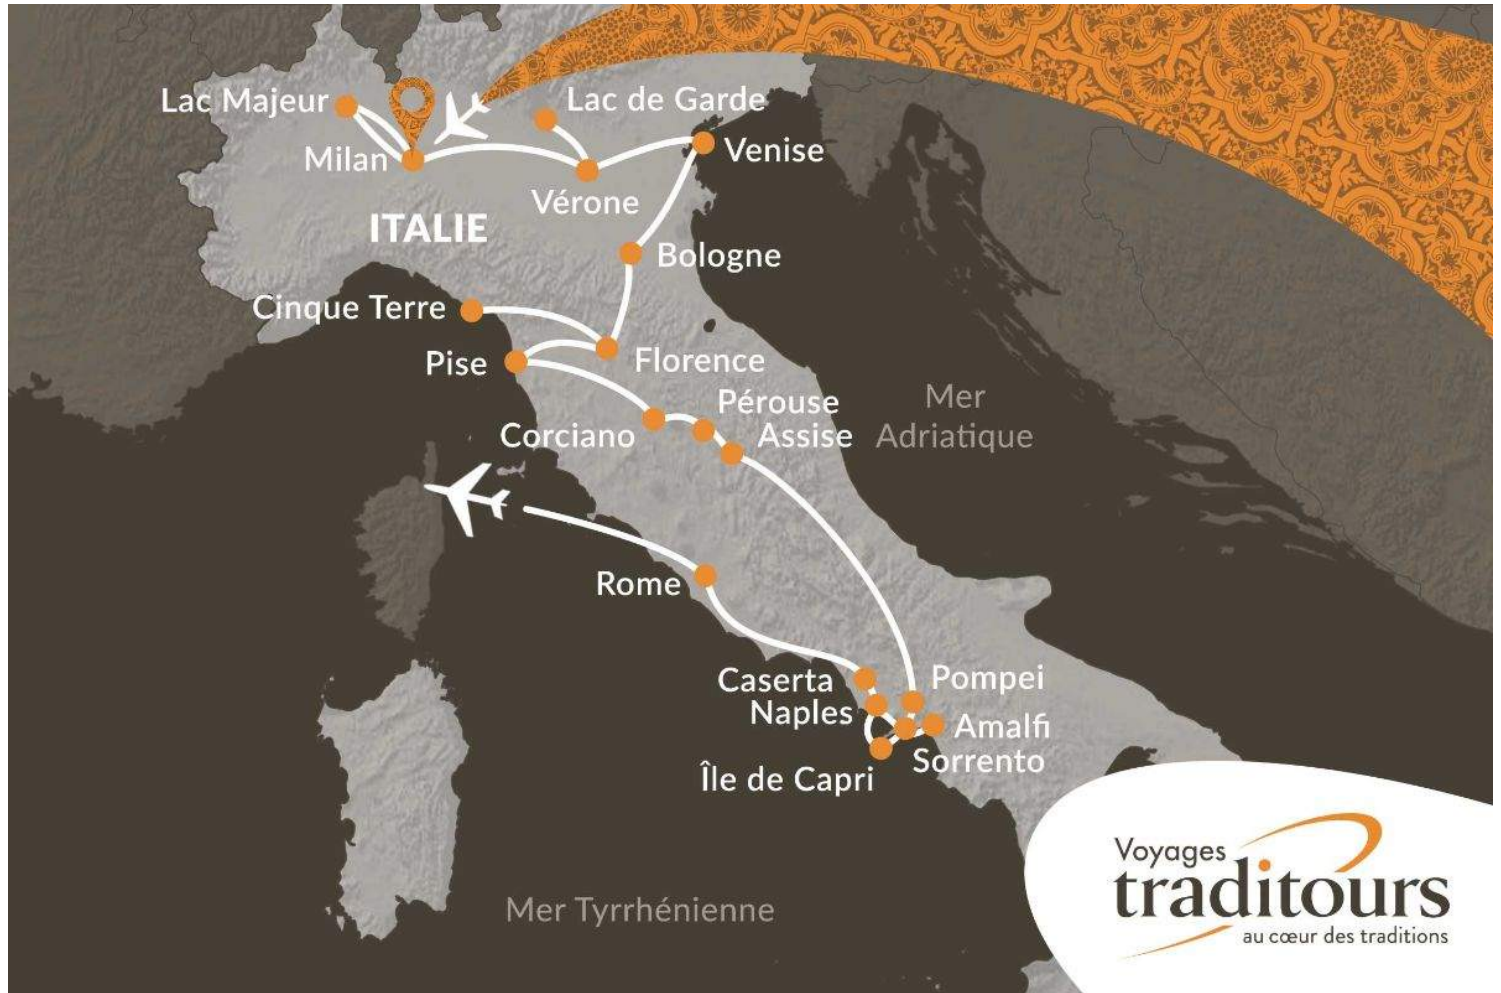 Lac Majeur
Lac de Garde
Milan
Venise
Vérone
ITALIE
Bologne
Cinque Terre
Pise
Florence
Pérouse
Corciano
Assise
Mer
Adriatique
Rome
Caserta
Pompei
Naples
Amalfi
Sorrento
Île de Capri
Mer Tyrrhénienne
Voyages
traditours
au cœur des traditions